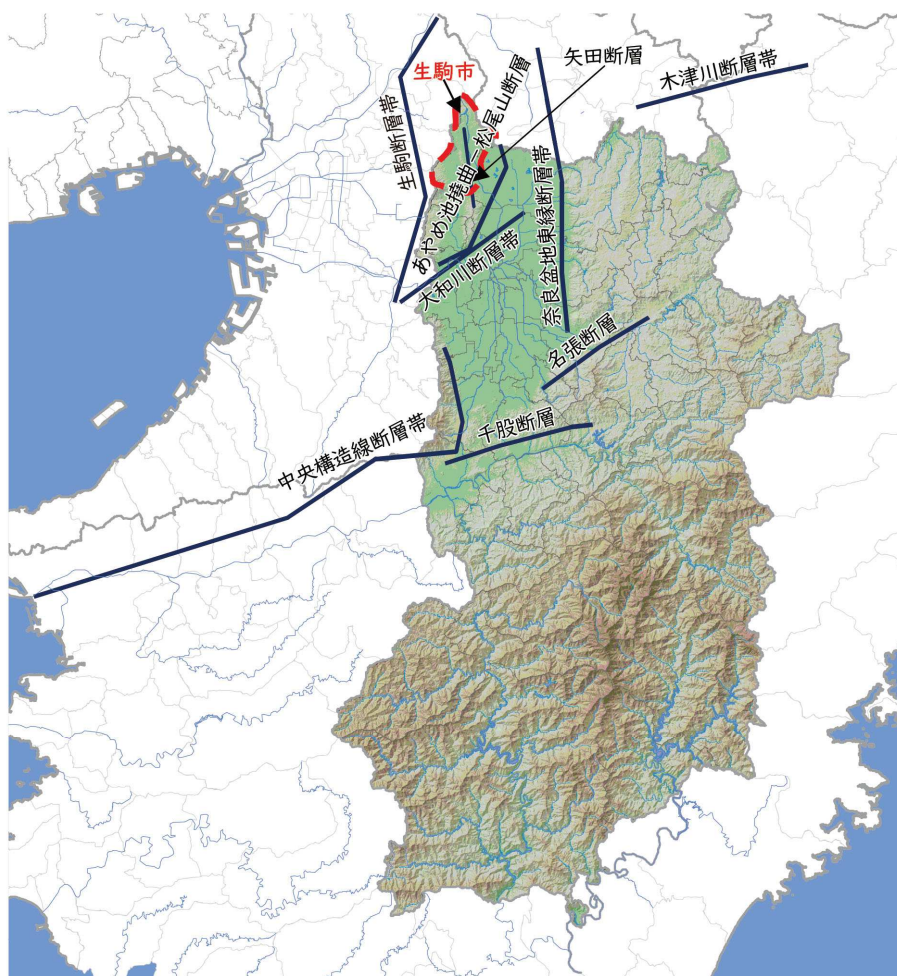 矢田断層
木津川断層帯
生駒市
生駒断層帯
あやめ池撓曲－松尾山断層
奈良盆地東縁断層帯
大和川断層帯
名張断層
千股断層
中央構造線断層帯